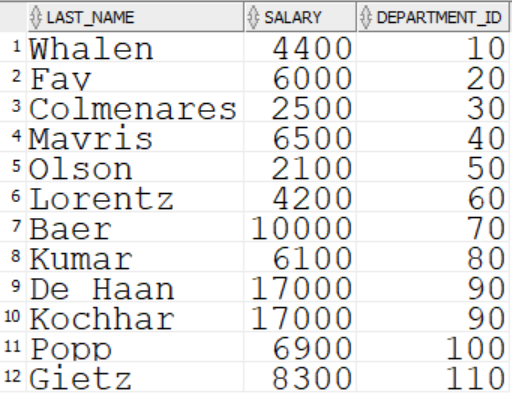 LAST_NAME SALARY DEPARTMENT_ID
1 Whalen 4400 10
2 Fay 6000 20
3 Colmenares 2500 30
4 Mavris 6500 40
5 Olson 2100 50
6 Lorentz 4200 60
7 Baer 10000 70
8 Kumar 6100 80
9 De Haan 17000 90
10 Kochhar 17000 90
11 Popp 6900 100
12 Gietz 8300 110